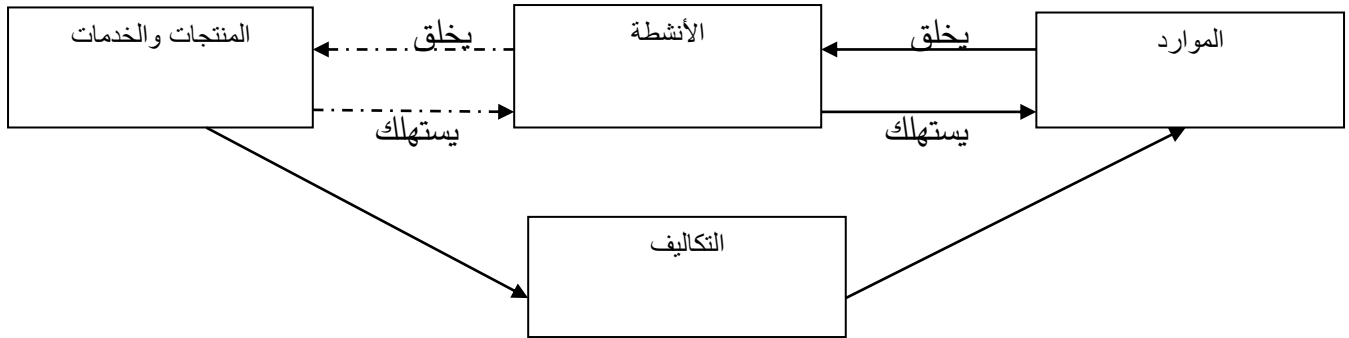 الموارد
يخلق
الأنشطة
يخلق
المنتجات والخدمات
يستهلك
يستهلك
التكاليف